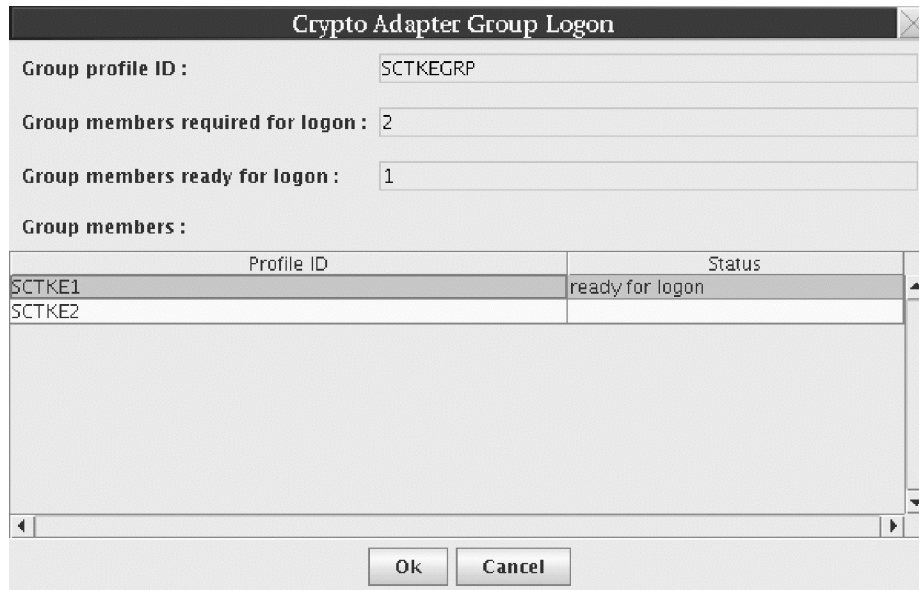 Crypto Adapter Group Logon
Group profile ID : SCTKEGRP
Group members required for logon : 2
Group members ready for logon : 1
Group members :
Profile ID Status
SCTKE1 ready for logon
SCTKE2
Ok Cancel